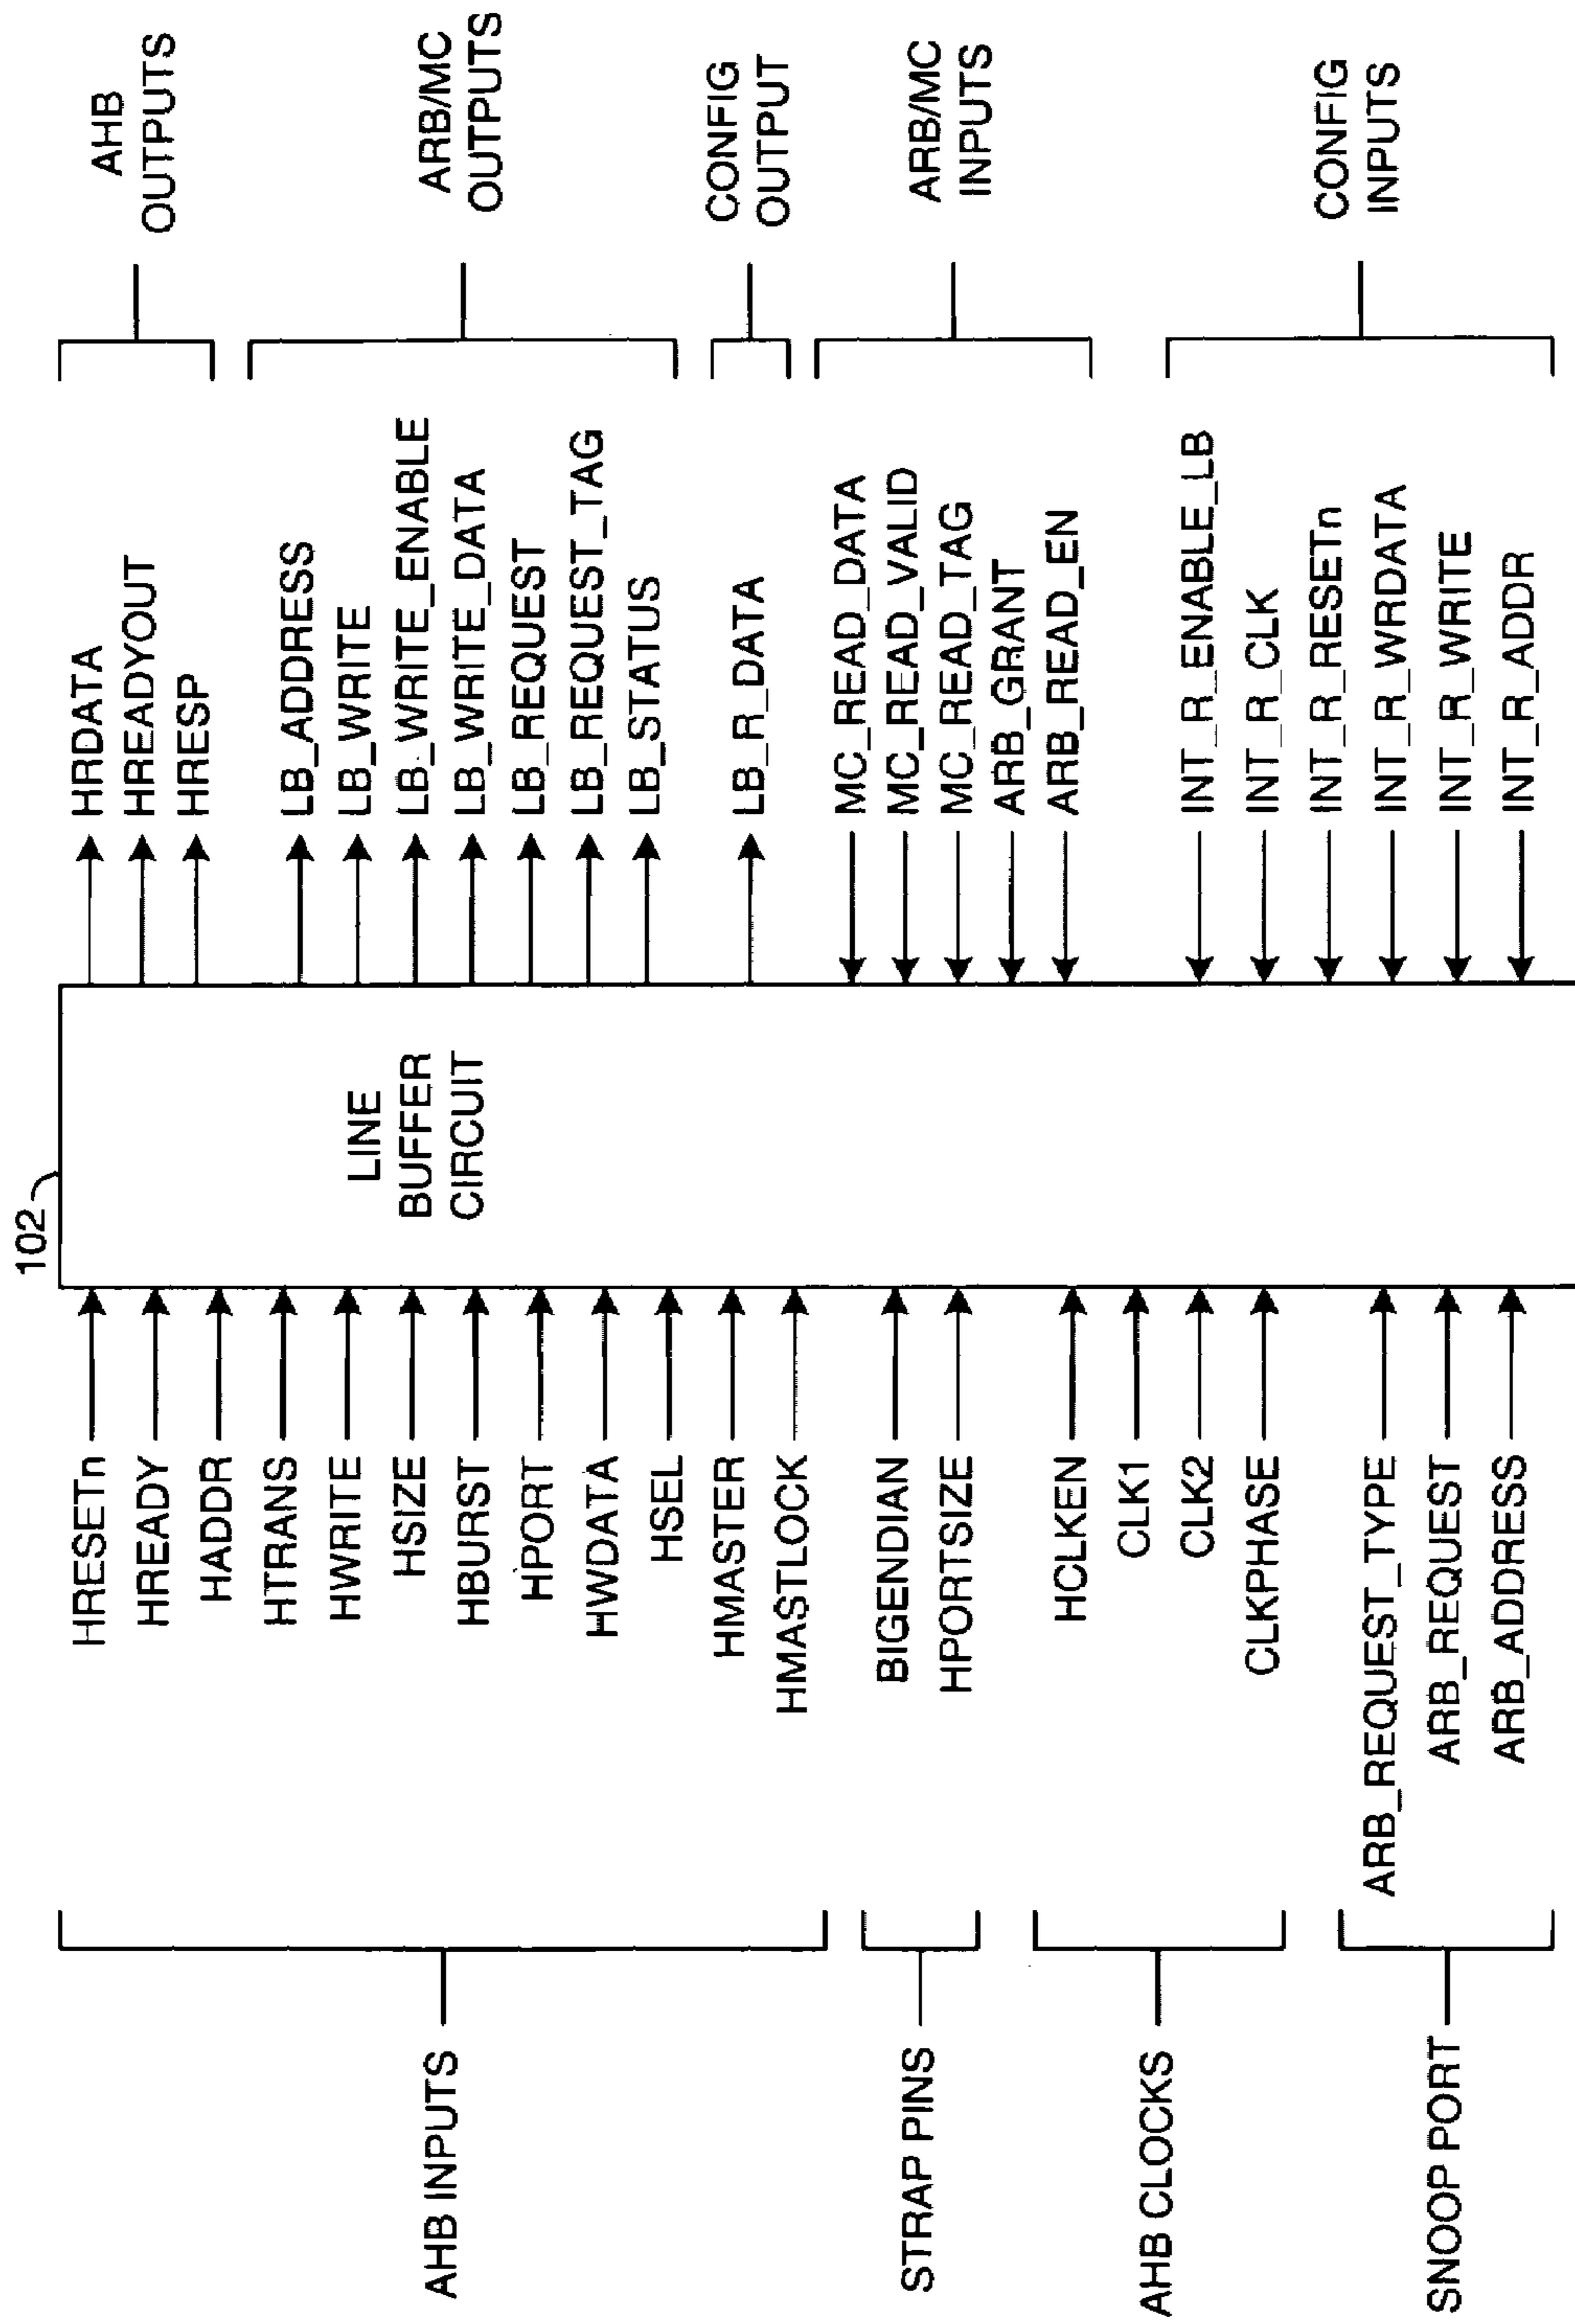 102
LINE
BUFFER
CIRCUIT
AHB INPUTS
HRESETn
HREADY
HADDR
HTRANS
HWRITE
HSIZE
HBURST
HPORT
HWDATA
HSEL
HMASTER
HMASTLOCK
STRAP PINS
BIGENDIAN
HPORTSIZE
AHB CLOCKS
HCLKEN
CLK1
CLK2
CLKPHASE
SNOOP PORT
ARB_REQUEST_TYPE
ARB_REQUEST
ARB_ADDRESS
HRDATA
HREADYOUT
HRESP
AHB
OUTPUTS
LB_ADDRESS
LB_WRITE
LB_WRITE_ENABLE
LB_WRITE_DATA
LB_REQUEST
LB_REQUEST_TAG
LB_STATUS
ARB/MC
OUTPUTS
LB_R_DATA
CONFIG
OUTPUT
MC_READ_DATA
MC_READ_VALID
MC_READ_TAG
ARB_GRANT
ARB_READ_EN
ARB/MC
INPUTS
INT_R_ENABLE_LB
INT_R_CLK
INT_R_RESETn
INT_R_WRDATA
INT_R_WRITE
INT_R_ADDR
CONFIG
INPUTS